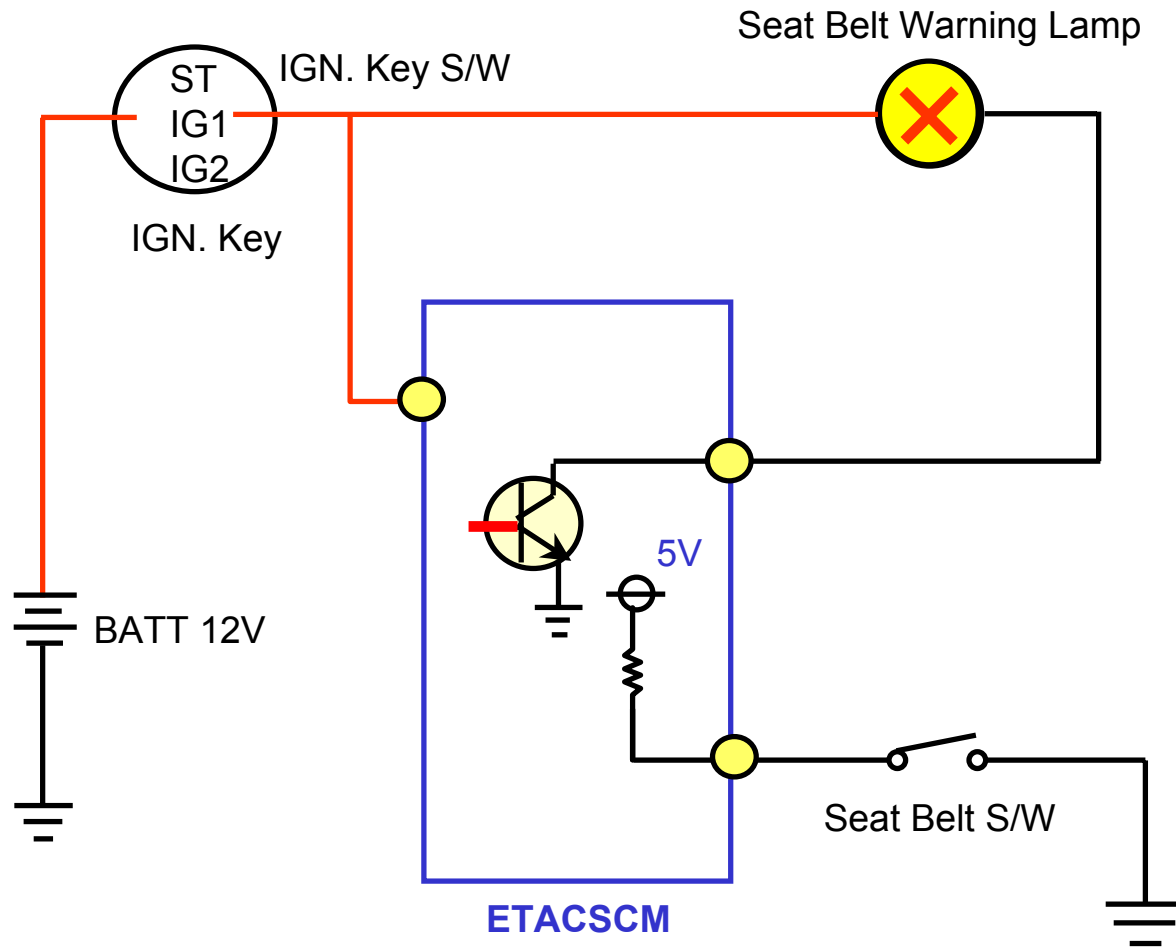 Seat Belt Warning Lamp
IGN. Key S/W
ST
IG1
IG2
IGN. Key
5V
BATT 12V
Seat Belt S/W
ETACSCM